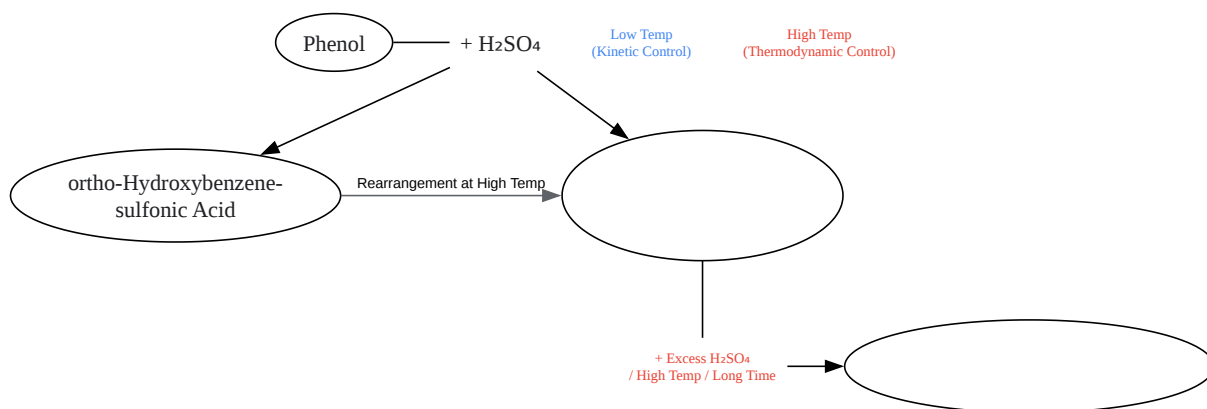 Phenol
+ H₂SO₄
Low Temp
(Kinetic Control)
High Temp
(Thermodynamic Control)
ortho-Hydroxybenzene-
sulfonic Acid
Rearrangement at High Temp
+ Excess H₂SO₄
/ High Temp / Long Time